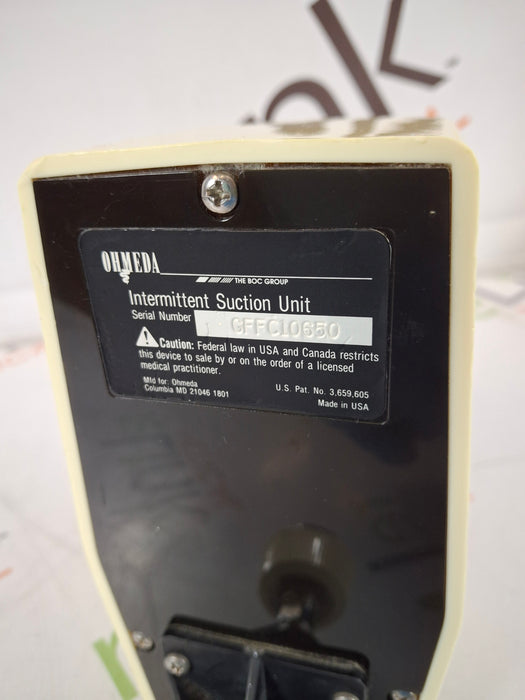 OHMEDA
THE BOC GROUP
Intermittent Suction Unit
Serial Number GFFCL0650
Caution: Federal law in USA and Canada restricts
this device to sale by or on the order of a licensed
medical practitioner.
Mfd for: Ohmeda U.S. Pat. No. 3,659,605
Columbia MD 21046 1801 Made in USA